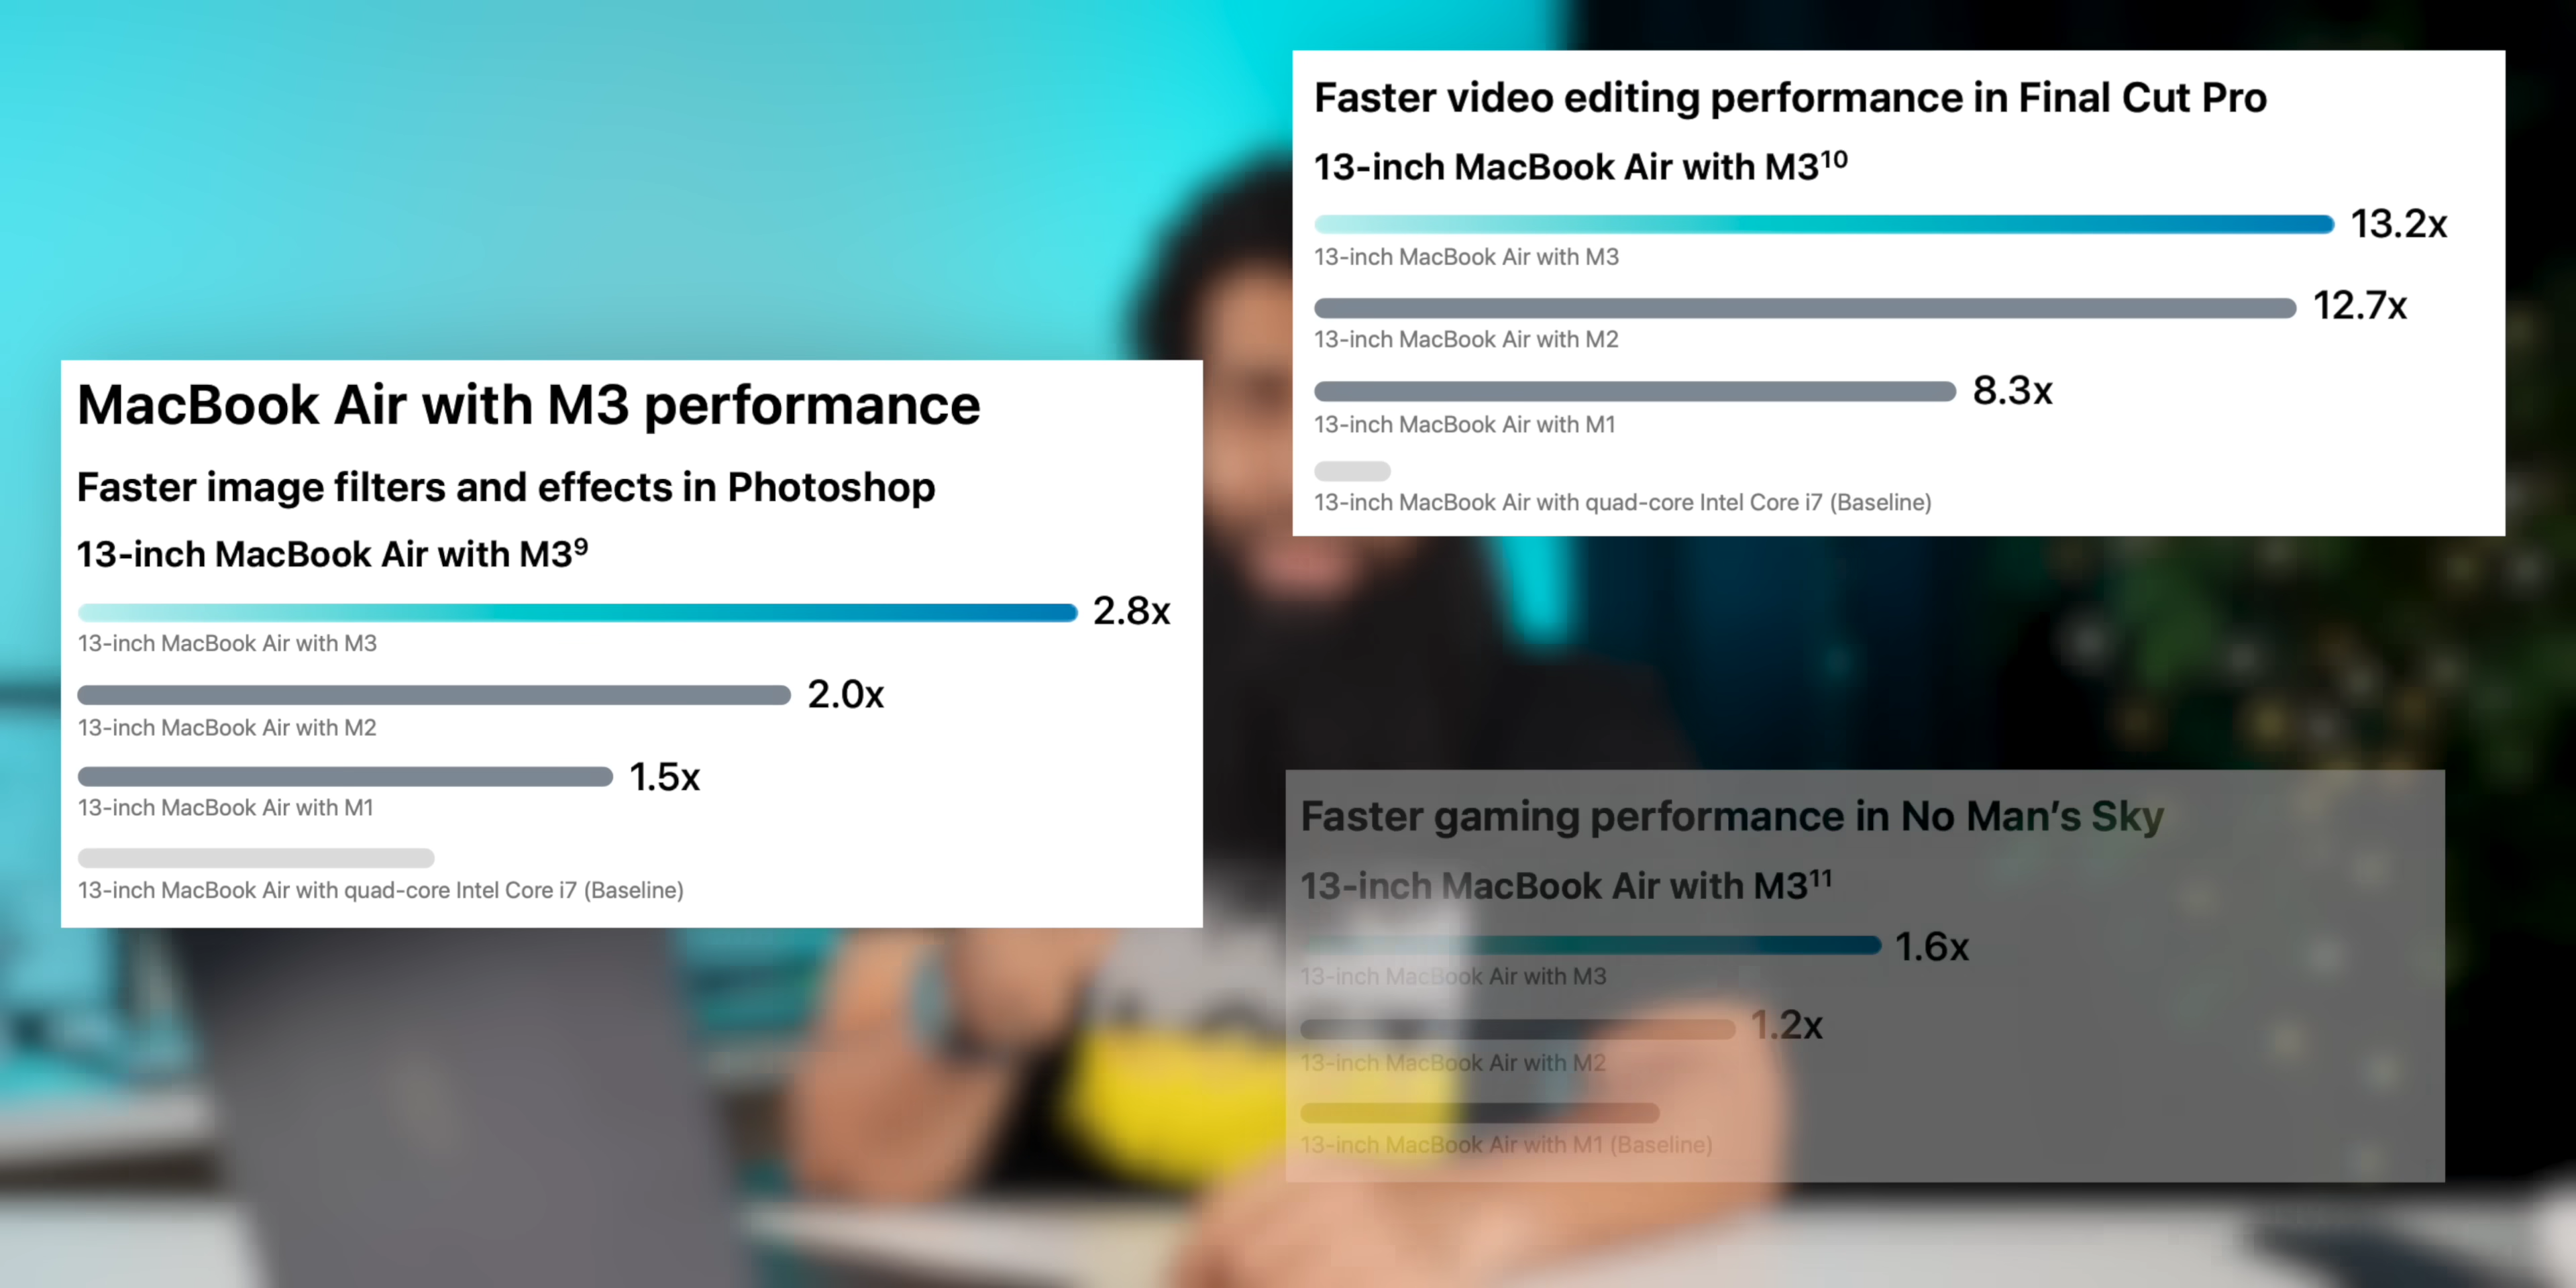 MacBook Air with M3 performance
Faster image filters and effects in Photoshop
13-inch MacBook Air with M3⁹
2.8x
13-inch MacBook Air with M3
2.0x
13-inch MacBook Air with M2
1.5x
13-inch MacBook Air with M1
13-inch MacBook Air with quad-core Intel Core i7 (Baseline)
Faster video editing performance in Final Cut Pro
13-inch MacBook Air with M3¹⁰
13.2x
13-inch MacBook Air with M3
12.7x
13-inch MacBook Air with M2
8.3x
13-inch MacBook Air with M1
13-inch MacBook Air with quad-core Intel Core i7 (Baseline)
Faster gaming performance in No Man’s Sky
13-inch MacBook Air with M3¹¹
1.6x
13-inch MacBook Air with M3
1.2x
13-inch MacBook Air with M2
13-inch MacBook Air with M1 (Baseline)